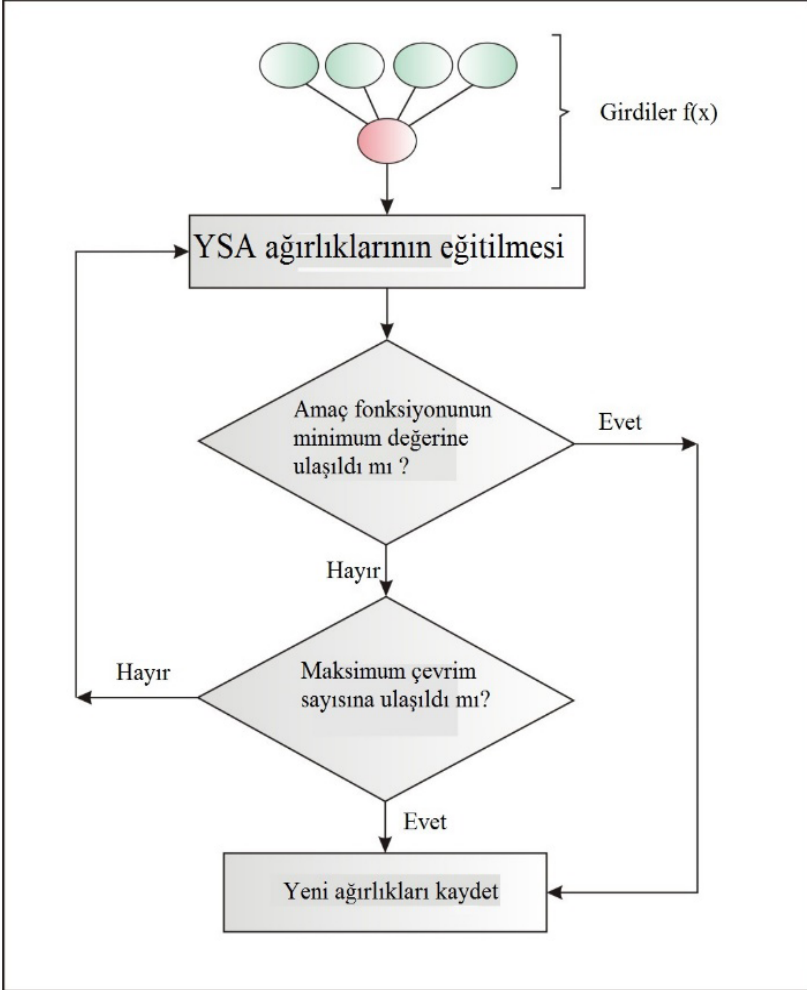 Girdiler f(x)
YSA ağırlıklarının eğitilmesi
Amaç fonksiyonunun
minimum değerine
ulaşıldı mı ?
Evet
Hayır
Maksimum çevrim
sayısına ulaşıldı mı?
Hayır
Evet
Yeni ağırlıkları kaydet